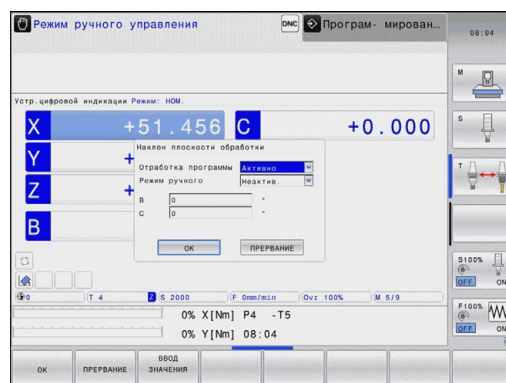 Режим ручного управления
DNC
Програм- мирован...
08:04
Устр.цифровой индикации Режим: НОМ.
X +51.456 C +0.000
Y +
Z +
B
Наклон плоскости обработки
Отработка программы Активно
Режим ручного Неактив.
B 0 °
C 0 °
OK ПРЕРВАНИЕ
M
S
T
S100%
OFF ON
F100%
OFF ON
0 T 4 Z S 2000 F 0mm/min Ovr 100% M 5/9
0% X[Nm] P4 -T5
0% Y[Nm] 08:04
OK ПРЕРВАНИЕ ВВОД ЗНАЧЕНИЯ